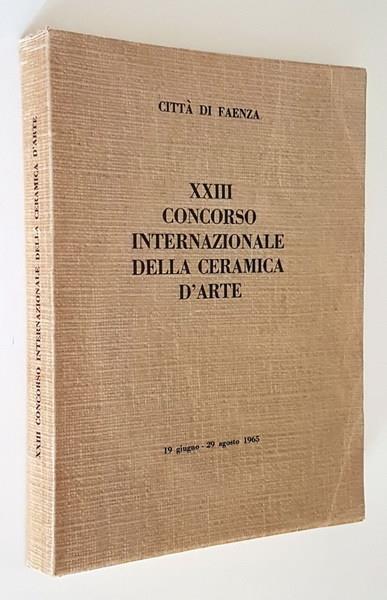 CITTÀ DI FAENZA
XXIII
CONCORSO
INTERNAZIONALE
DELLA CERAMICA
D'ARTE
19 giugno - 29 agosto 1965
XXIII CONCORSO INTERNAZIONALE DELLA CERAMICA D'ARTE